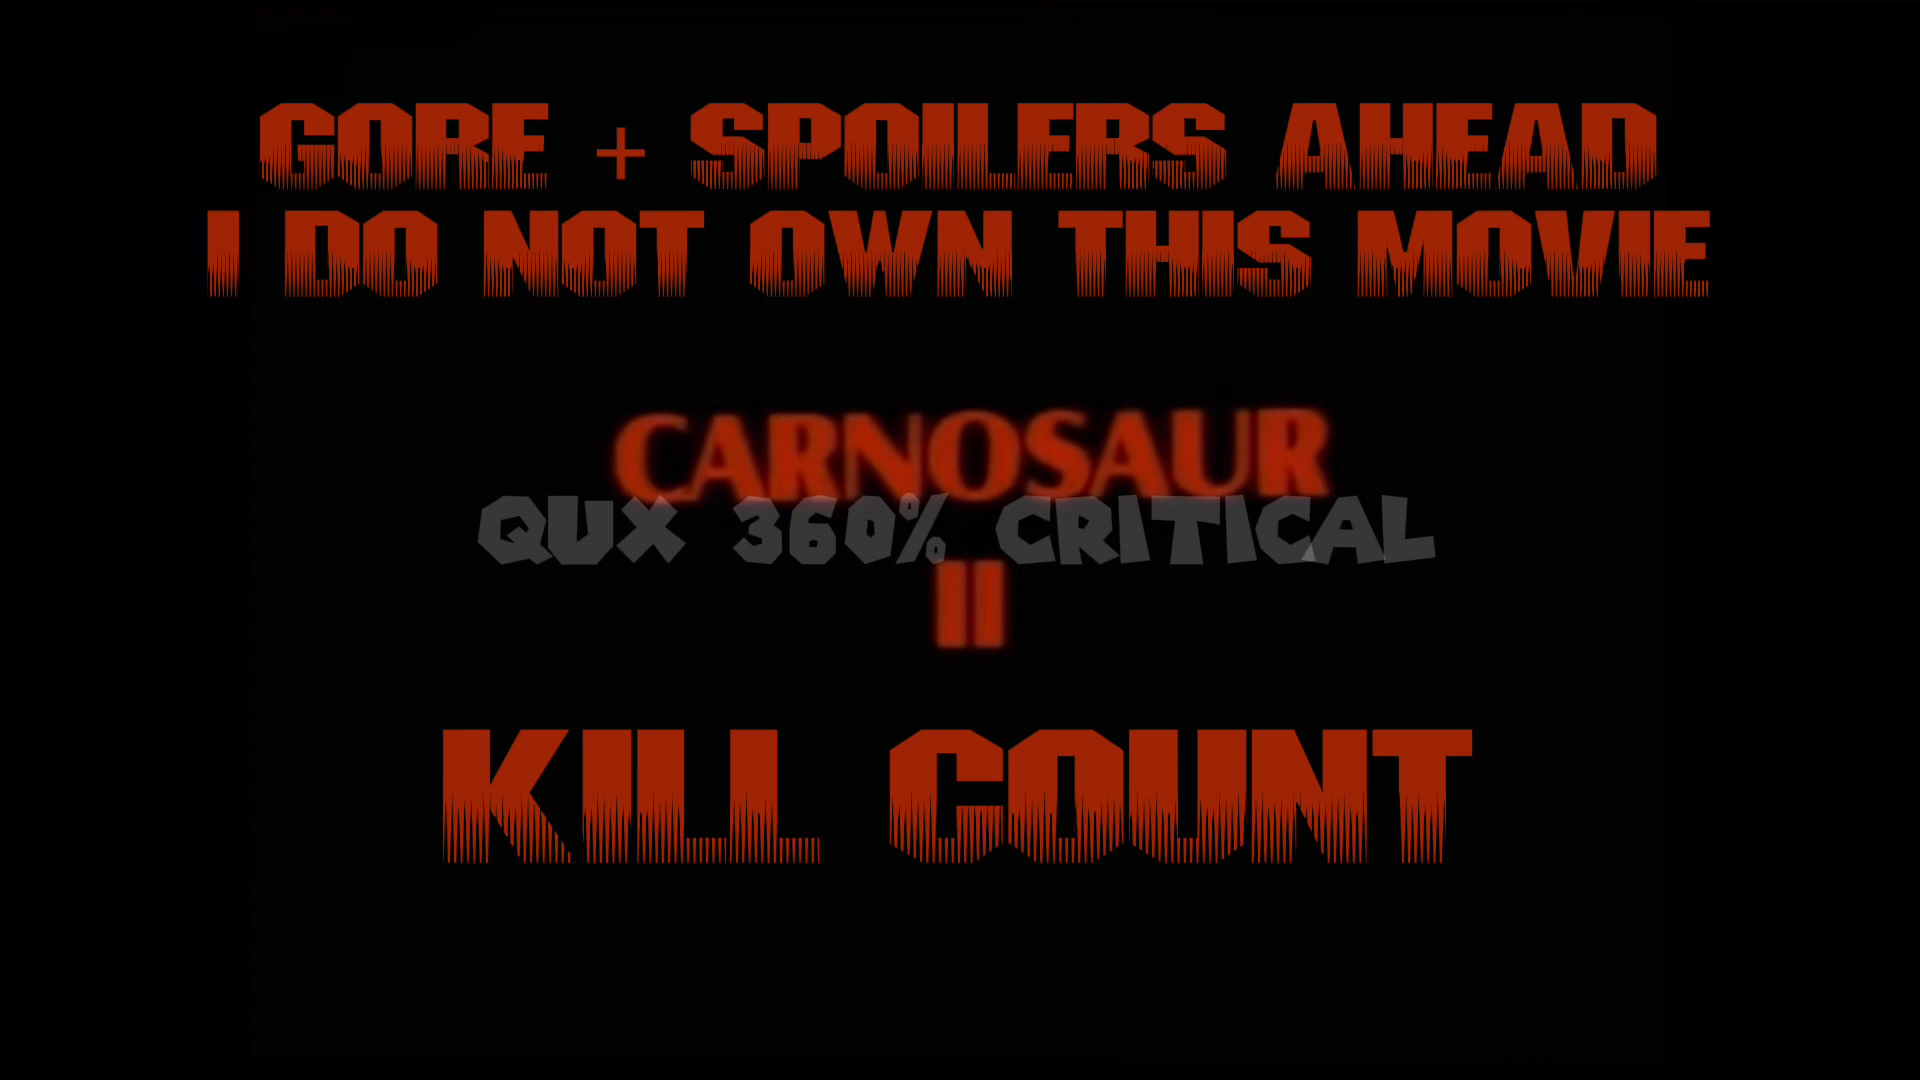 GORE + SPOILERS AHEAD
I DO NOT OWN THIS MOVIE
CARNOSAUR
QUX 360% CRITICAL
II
KILL COUNT